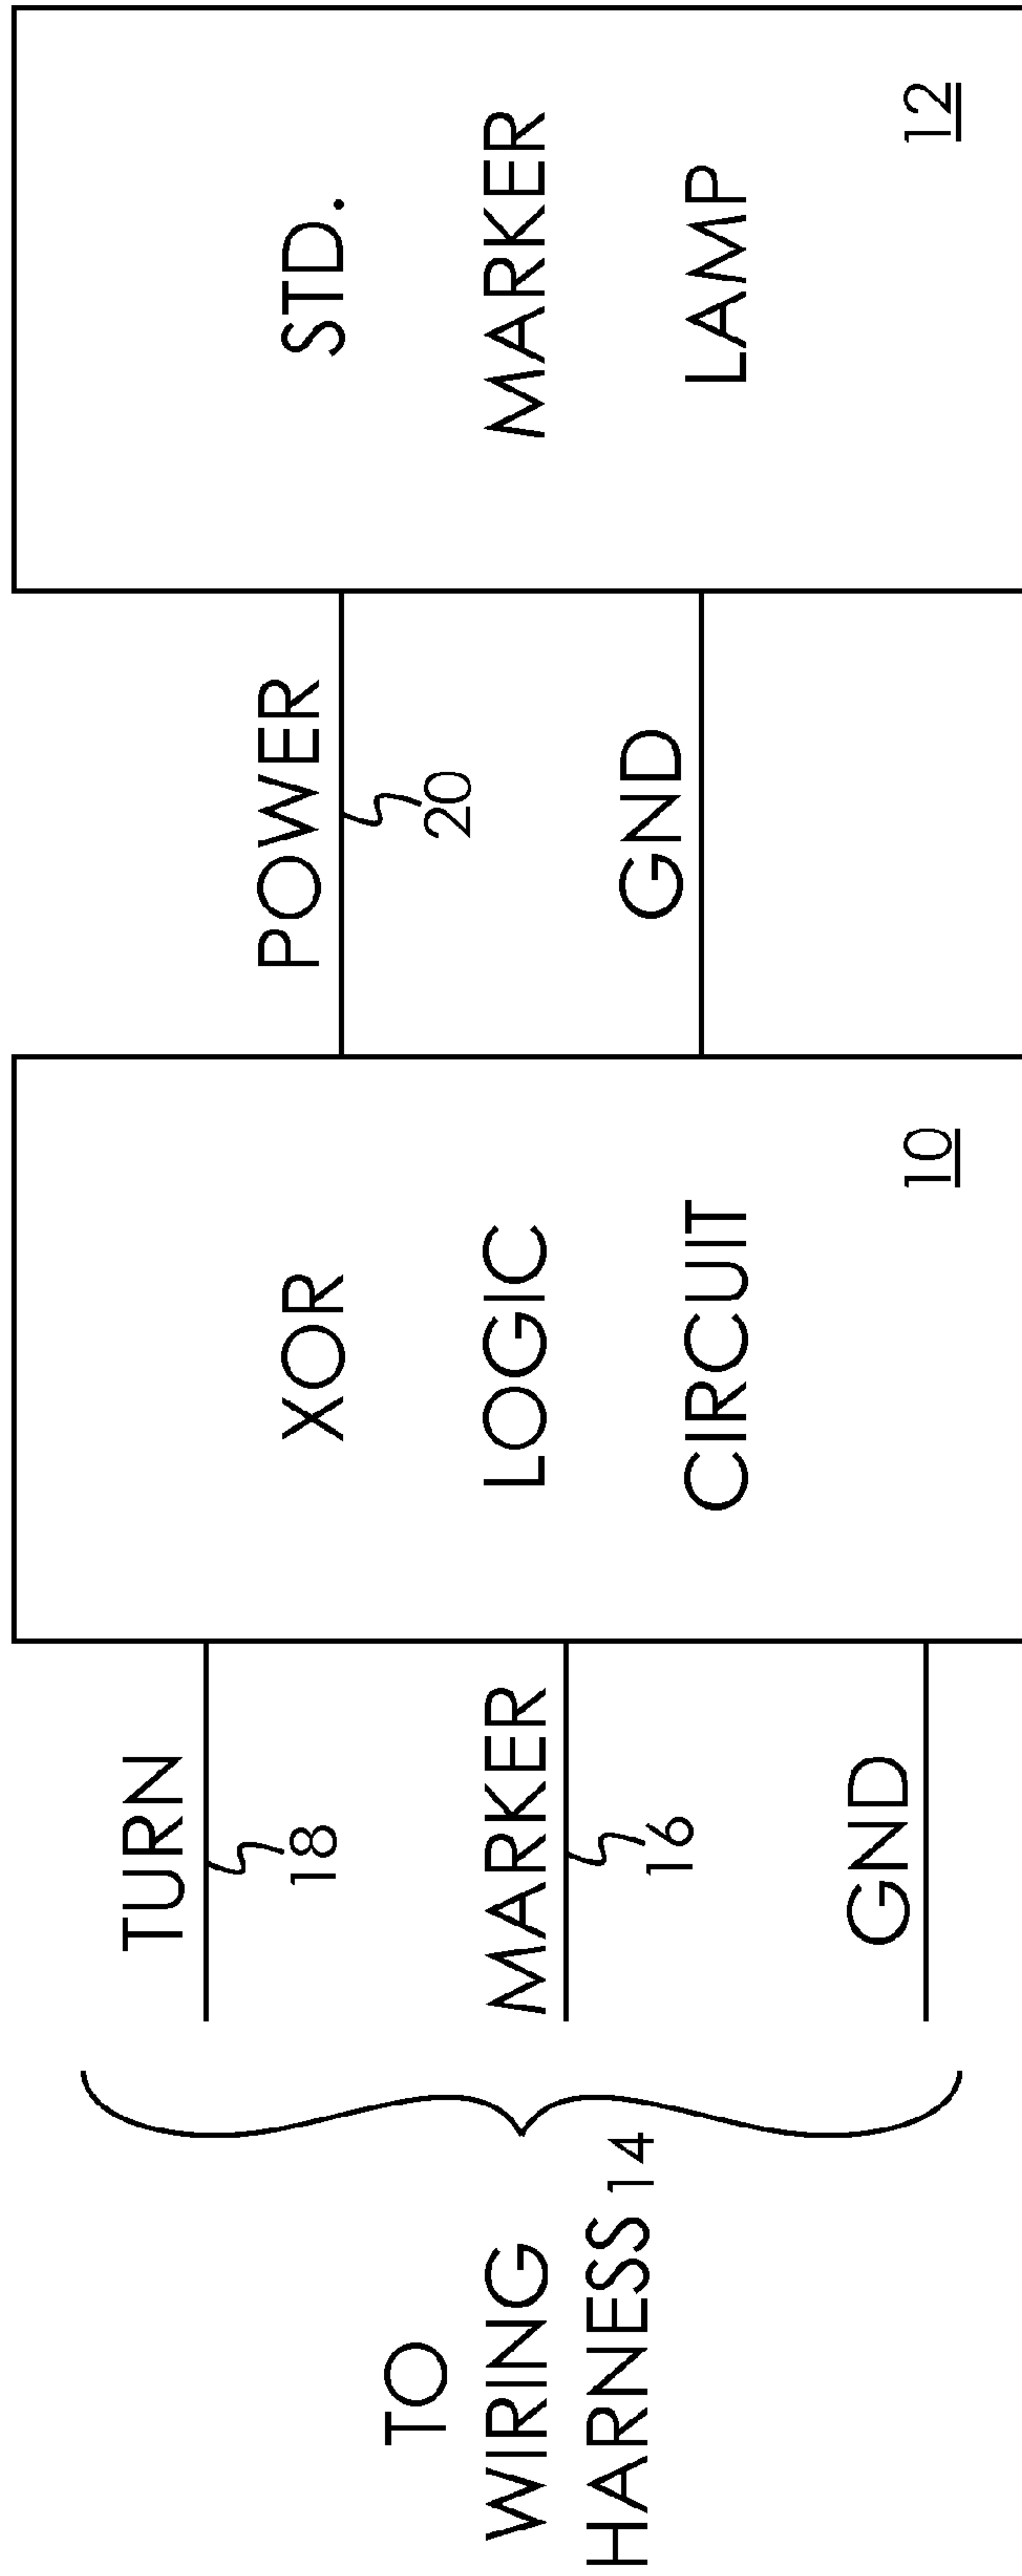 TO
WIRING
HARNESS 14
TURN
18
MARKER
16
GND
XOR
LOGIC
CIRCUIT
10
POWER
20
GND
STD.
MARKER
LAMP
12